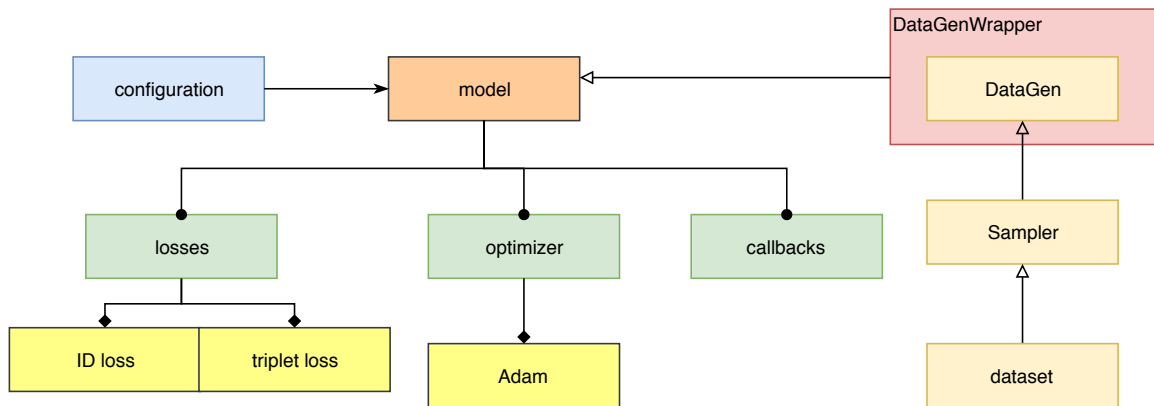 DataGenWrapper
configuration
model
DataGen
losses
optimizer
callbacks
Sampler
ID loss
triplet loss
Adam
dataset